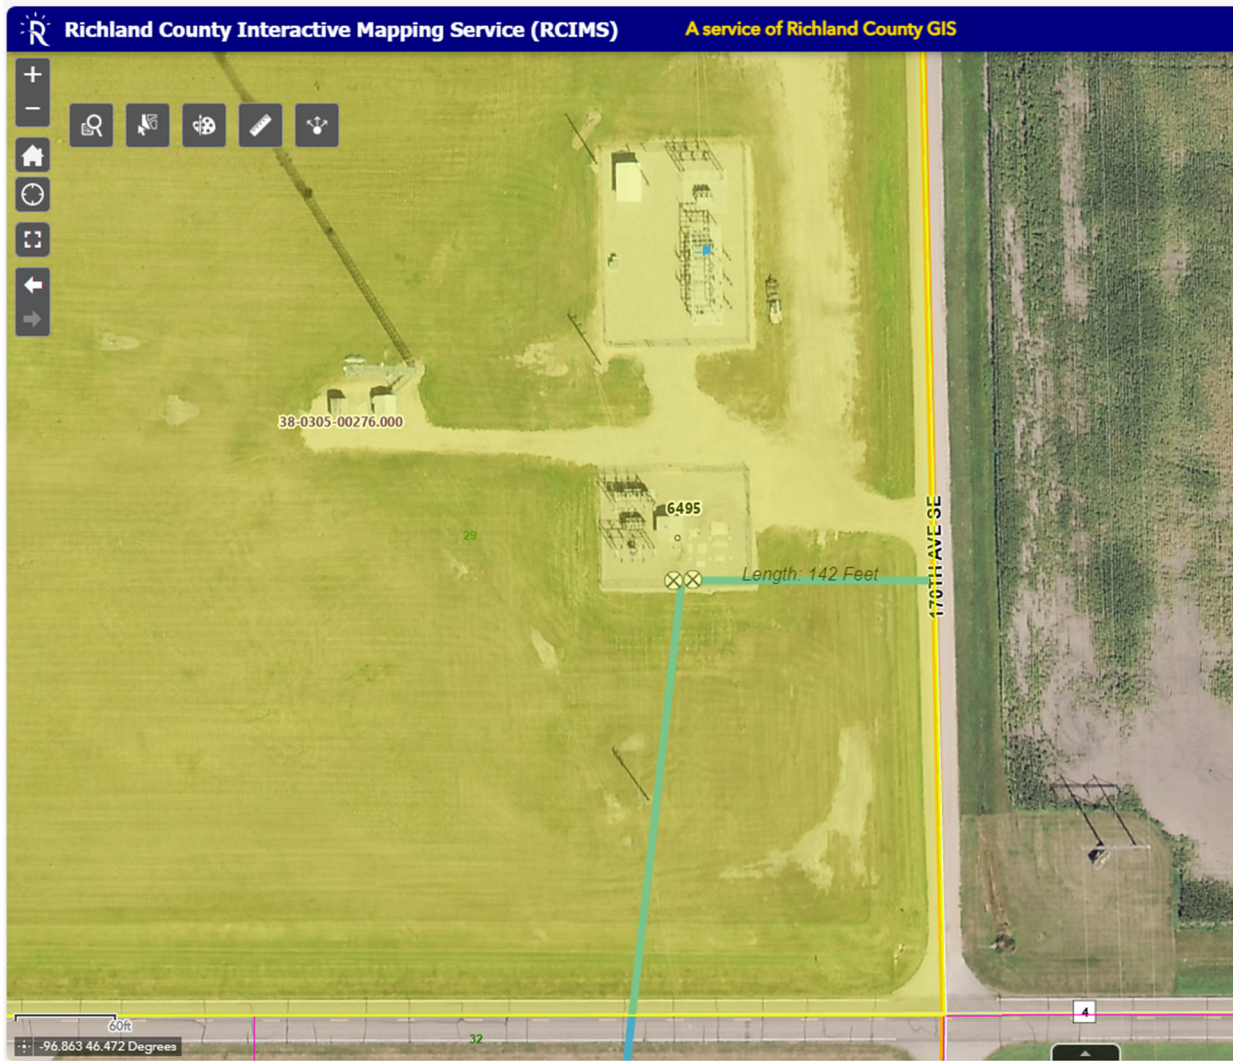 Richland County Interactive Mapping Service (RCIMS)
A service of Richland County GIS
38-0305-00276.000
6495
29
Length: 142 Feet
170TH AVE SE
60ft
4
-96.863 46.472 Degrees
32